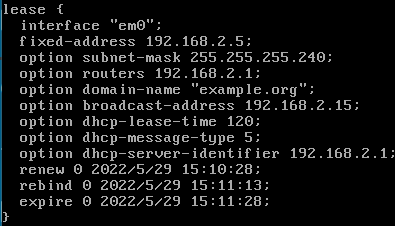 lease {
  interface "em0";
  fixed-address 192.168.2.5;
  option subnet-mask 255.255.255.240;
  option routers 192.168.2.1;
  option domain-name "example.org";
  option broadcast-address 192.168.2.15;
  option dhcp-lease-time 120;
  option dhcp-message-type 5;
  option dhcp-server-identifier 192.168.2.1;
  renew 0 2022/5/29 15:10:28;
  rebind 0 2022/5/29 15:11:13;
  expire 0 2022/5/29 15:11:28;
}